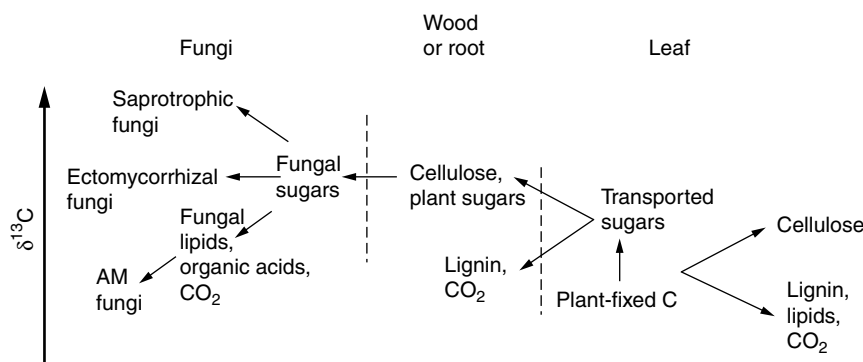 Fungi
Wood
or root
Leaf
δ13C
Saprotrophic
fungi
Ectomycorrhizal
fungi
Fungal
sugars
Fungal
lipids,
organic acids,
CO2
AM
fungi
Cellulose,
plant sugars
Lignin,
CO2
Transported
sugars
Plant-fixed C
Cellulose
Lignin,
lipids,
CO2